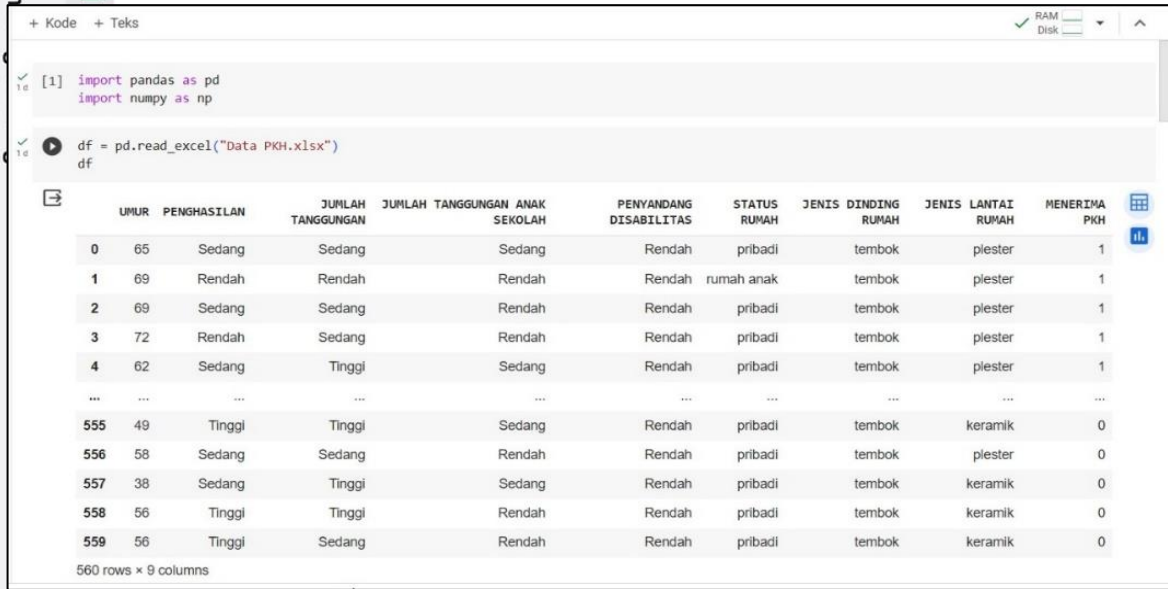 + Kode + Teks
RAM
Disk
[1] import pandas as pd
1 d import numpy as np
df = pd.read_excel("Data PKH.xlsx")
1 d df
UMUR PENGHASILAN JUMLAH TANGGUNGAN JUMLAH TANGGUNGAN ANAK SEKOLAH PENYANDANG DISABILITAS STATUS RUMAH JENIS DINDING RUMAH JENIS LANTAI RUMAH MENERIMA PKH
0 65 Sedang Sedang Sedang Rendah pribadi tembok plester 1
1 69 Rendah Rendah Rendah Rendah rumah anak tembok plester 1
2 69 Sedang Sedang Rendah Rendah pribadi tembok plester 1
3 72 Rendah Sedang Rendah Rendah pribadi tembok plester 1
4 62 Sedang Tinggi Sedang Rendah pribadi tembok plester 1
... ... ... ... ... ... ... ... ... ...
555 49 Tinggi Tinggi Sedang Rendah pribadi tembok keramik 0
556 58 Sedang Sedang Rendah Rendah pribadi tembok plester 0
557 38 Sedang Tinggi Sedang Rendah pribadi tembok keramik 0
558 56 Tinggi Tinggi Rendah Rendah pribadi tembok keramik 0
559 56 Tinggi Sedang Rendah Rendah pribadi tembok keramik 0
560 rows × 9 columns